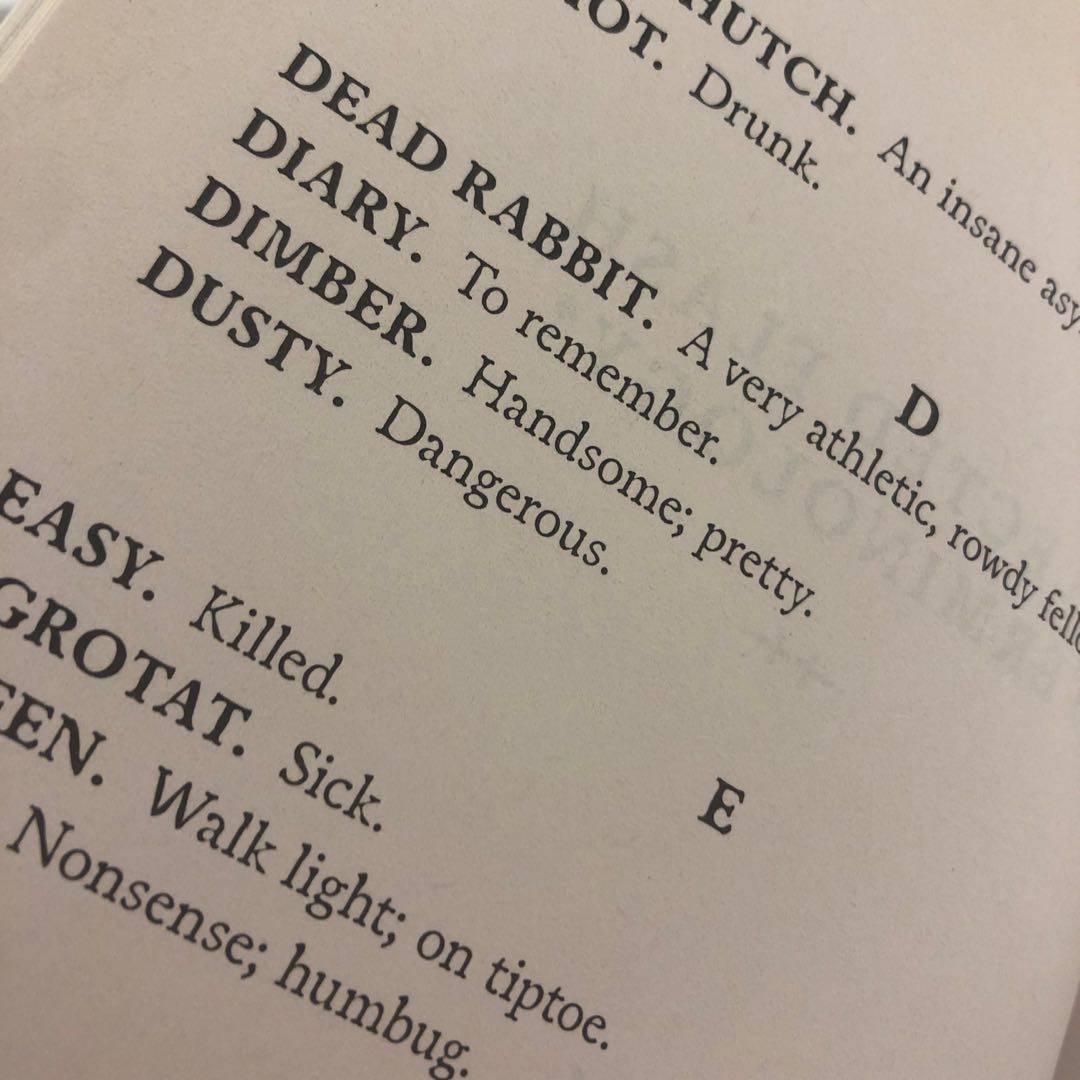 HUTCH. An insane asy
OT. Drunk.
D
DEAD RABBIT. A very athletic, rowdy fell
DIARY. To remember.
DIMBER. Handsome; pretty.
DUSTY. Dangerous.
E
EASY. Killed.
GROTAT. Sick.
EEN. Walk light; on tiptoe.
Nonsense; humbug.